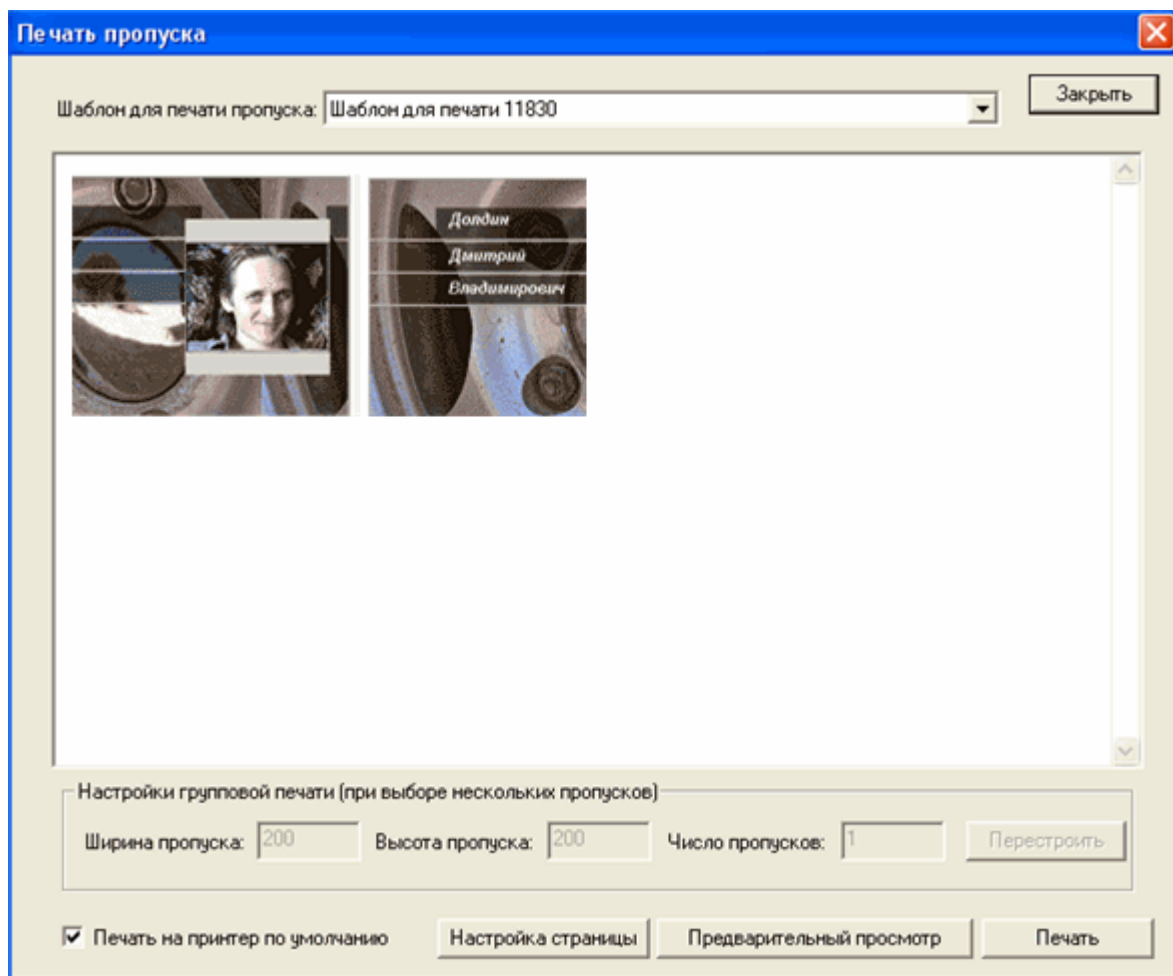 Печать пропуска
Шаблон для печати пропуска: Шаблон для печати 11830
Закрыть
Долдин
Дмитрий
Владимирович
Настройки групповой печати (при выборе нескольких пропусков)
Ширина пропуска: 200 Высота пропуска: 200 Число пропусков: 1 Перестроить
Печать на принтер по умолчанию Настройка страницы Предварительный просмотр Печать